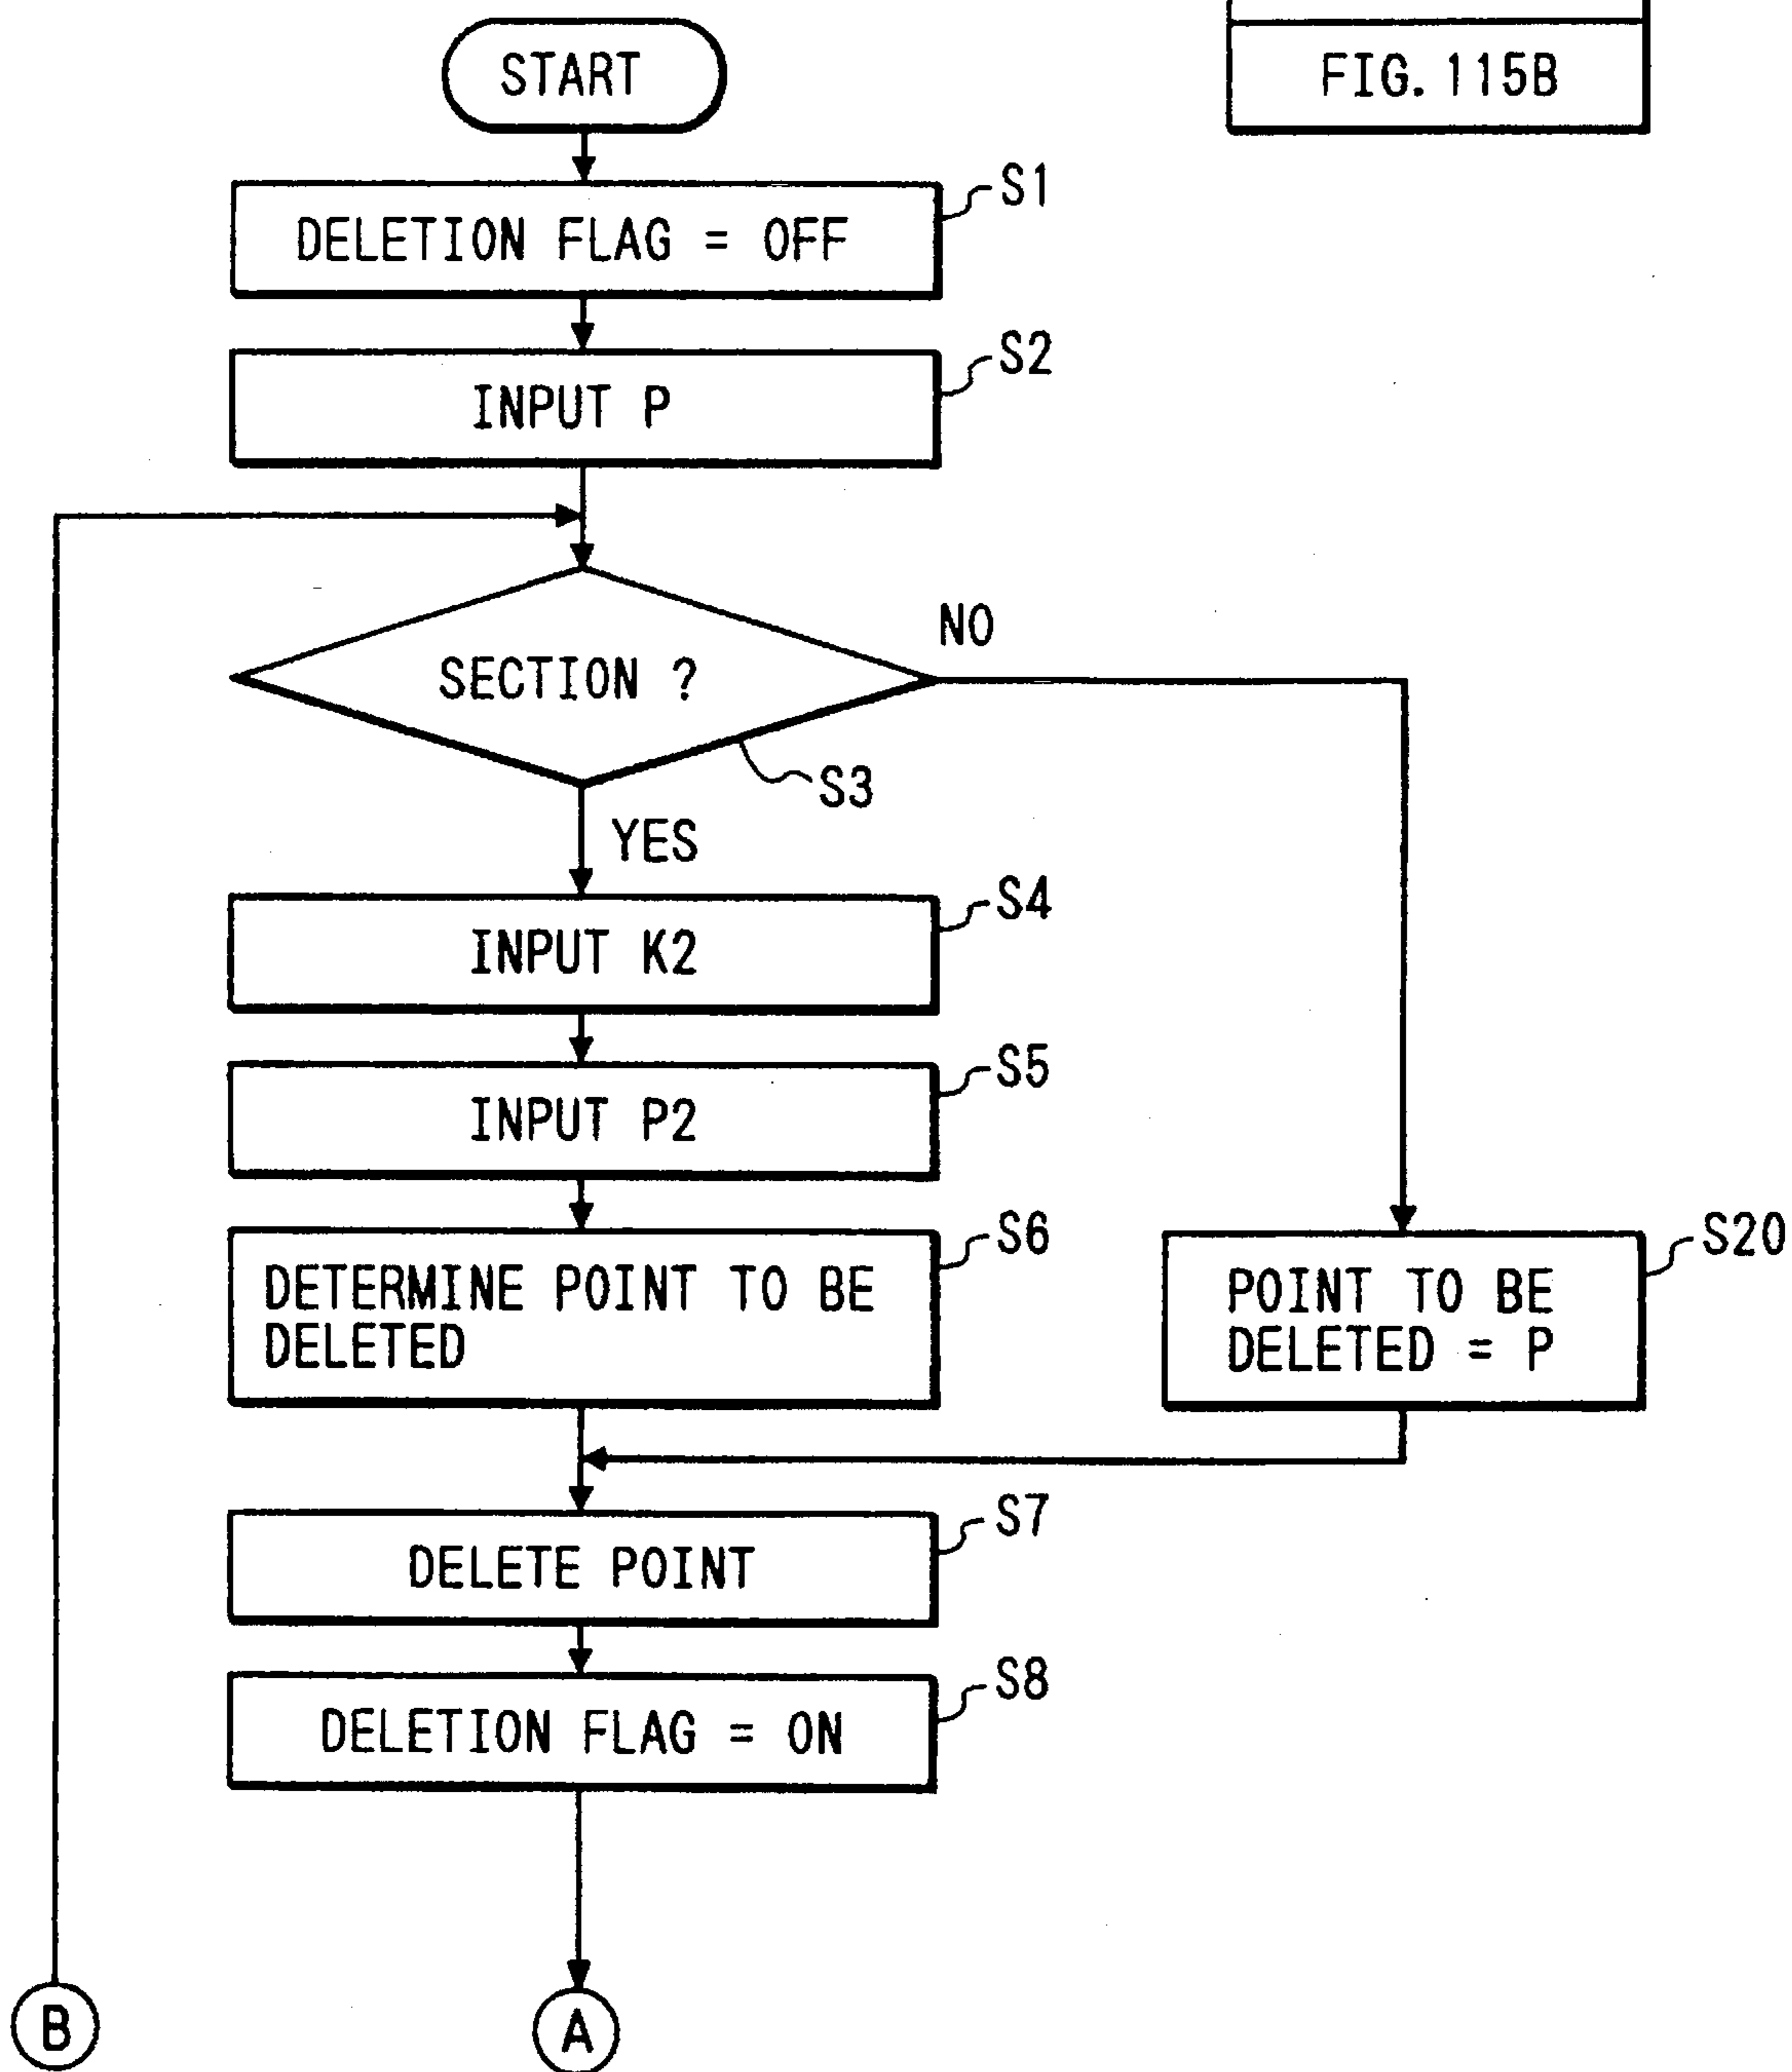 FIG. 115B
START
S1
DELETION FLAG = OFF
S2
INPUT P
NO
SECTION ?
S3
YES
S4
INPUT K2
S5
INPUT P2
S6
DETERMINE POINT TO BE
DELETED
S20
POINT TO BE
DELETED = P
S7
DELETE POINT
S8
DELETION FLAG = ON
B
A